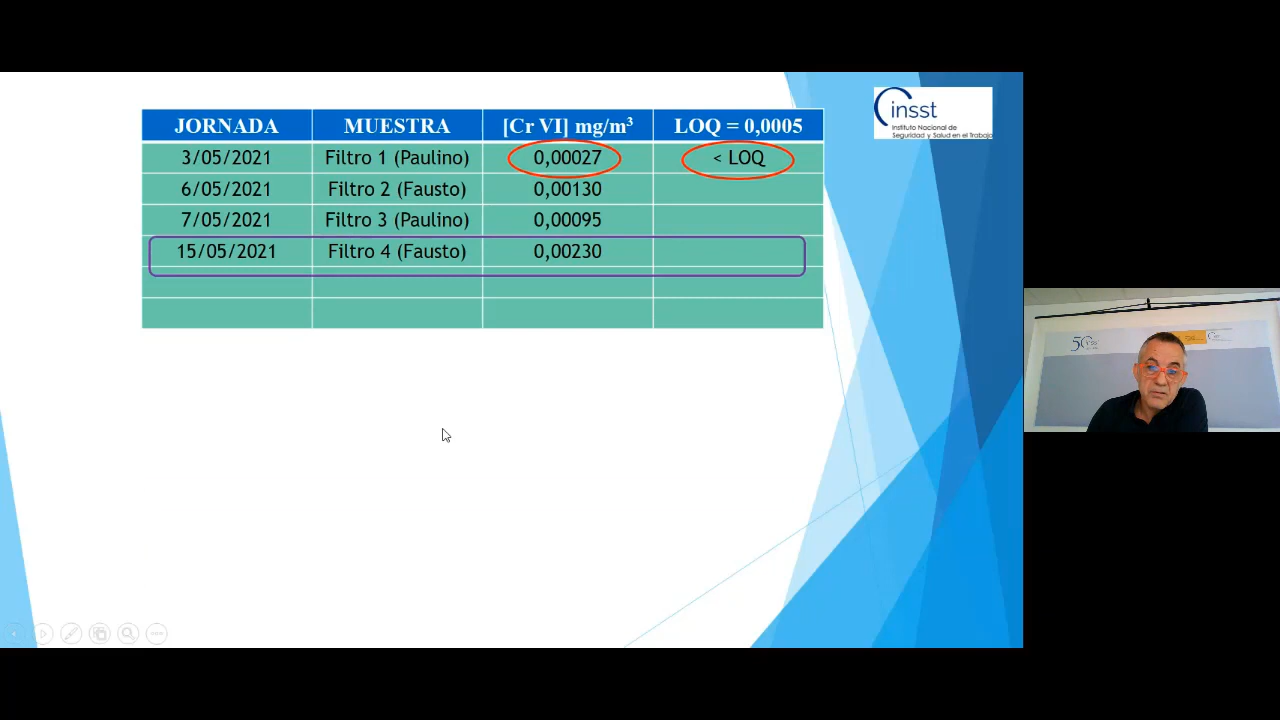 JORNADA MUESTRA [Cr VI] mg/m³ LOQ = 0,0005
3/05/2021 Filtro 1 (Paulino) 0,00027 < LOQ
6/05/2021 Filtro 2 (Fausto) 0,00130
7/05/2021 Filtro 3 (Paulino) 0,00095
15/05/2021 Filtro 4 (Fausto) 0,00230
insst
Instituto Nacional de
Seguridad y Salud en el Trabajo
50 insst